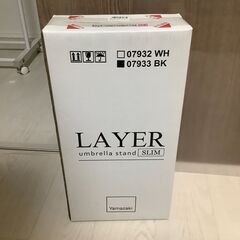 07932 WH
07933 BK
LAYER
umbrella stand SLIM
Yamazaki